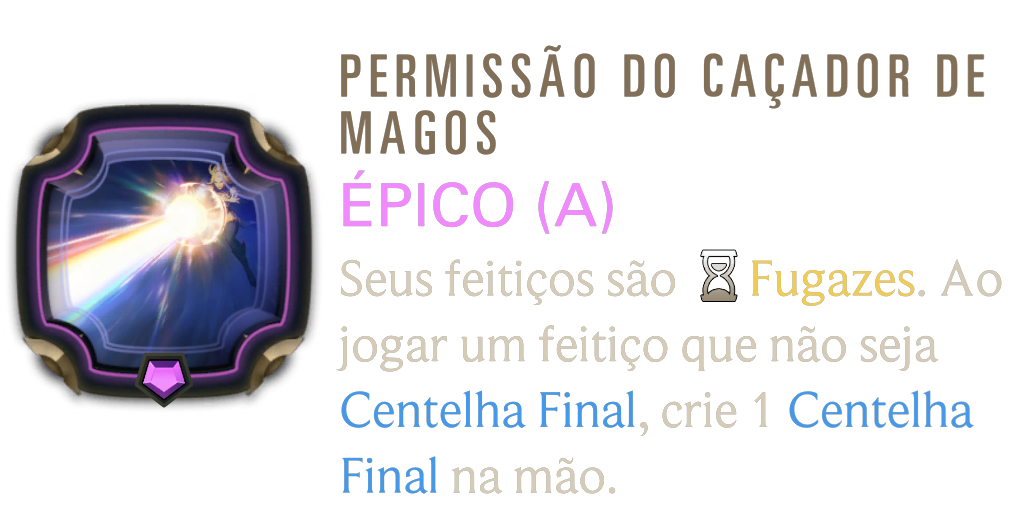 PERMISSÃO DO CAÇADOR DE
MAGOS
ÉPICO (A)
Seus feitiços são Fugazes. Ao
jogar um feitiço que não seja
Centelha Final, crie 1 Centelha
Final na mão.